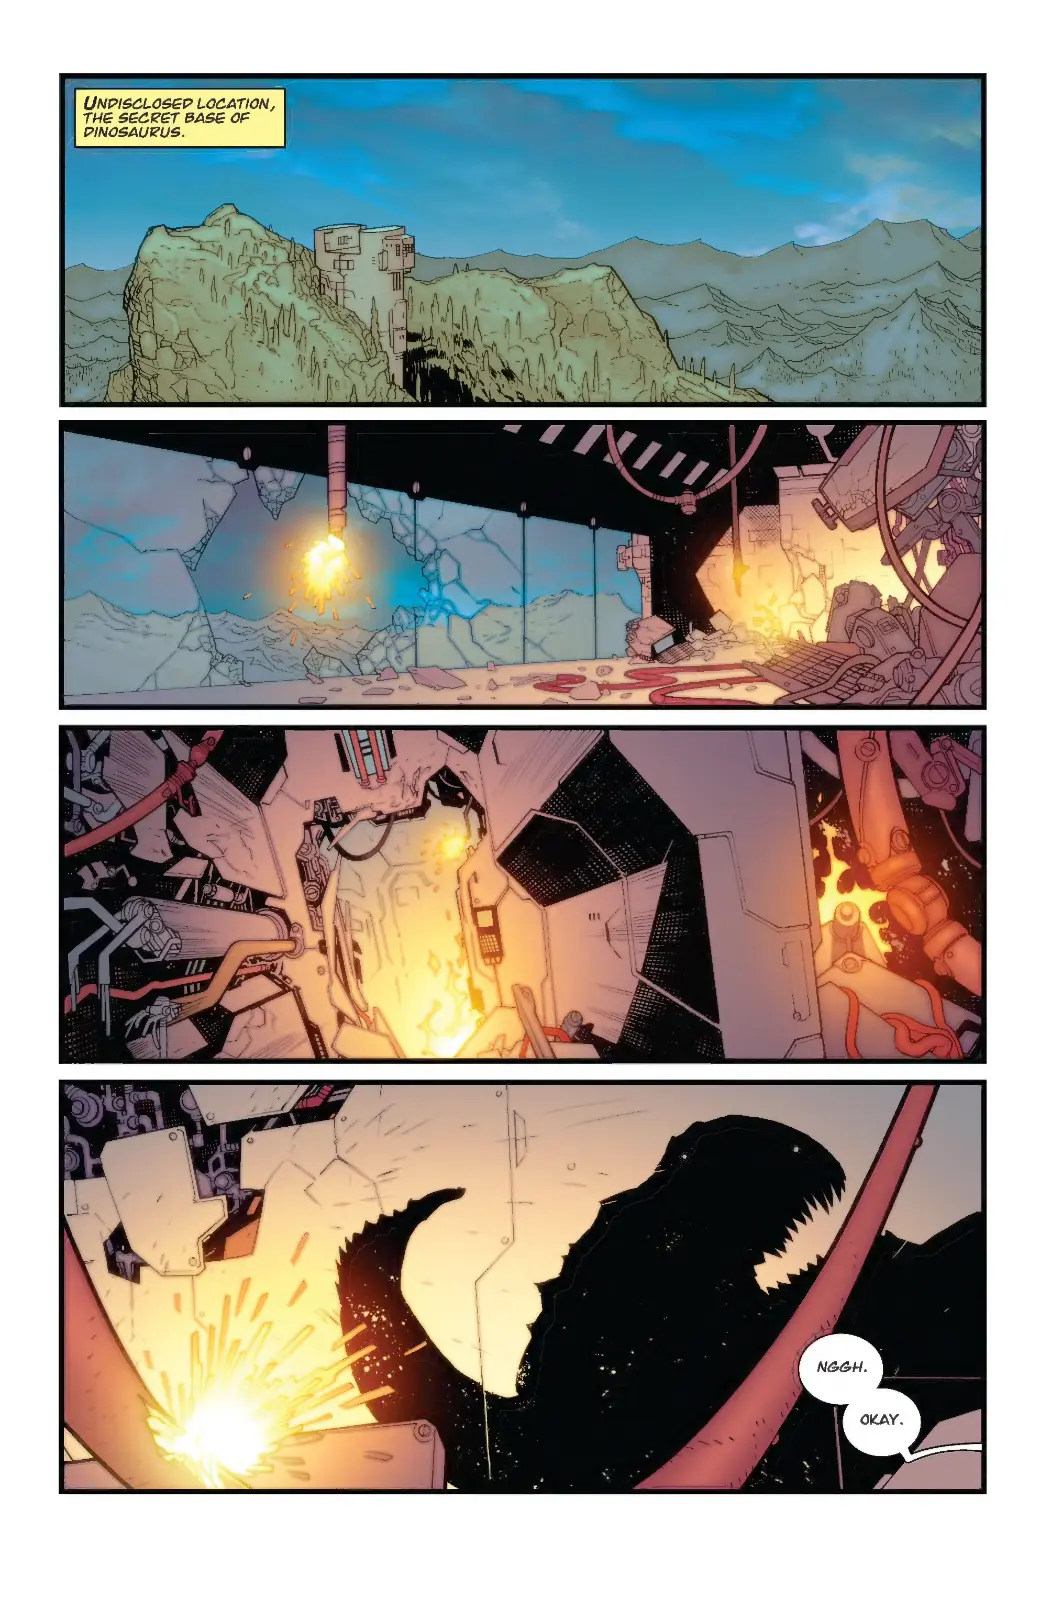 UNDISCLOSED LOCATION,
THE SECRET BASE OF
DINOSAURUS.
NGGH.
OKAY.